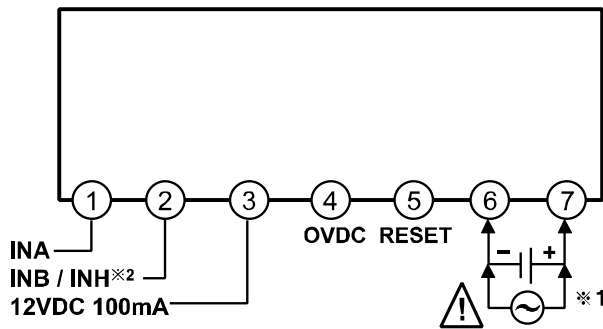 1 2 3 4 5 6 7
OVDC RESET
INA
INB / INH※2
12VDC 100mA
- +
! ※1